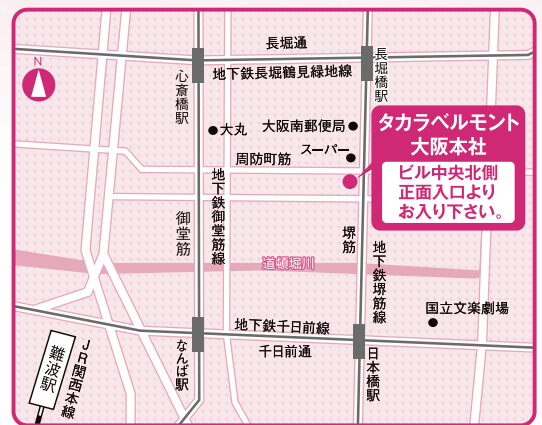 長堀通
N
心斎橋駅
地下鉄長堀鶴見緑地線
長堀橋駅
タカラベルモント
大阪本社
ビル中央北側
正面入口より
お入り下さい。
大丸
大阪南郵便局
スーパー
周防町筋
地下鉄御堂筋線
御堂筋
堺筋
地下鉄堺筋線
道頓堀川
国立文楽劇場
地下鉄千日前線
千日前通
なんば駅
日本橋駅
JR関西本線
難波駅